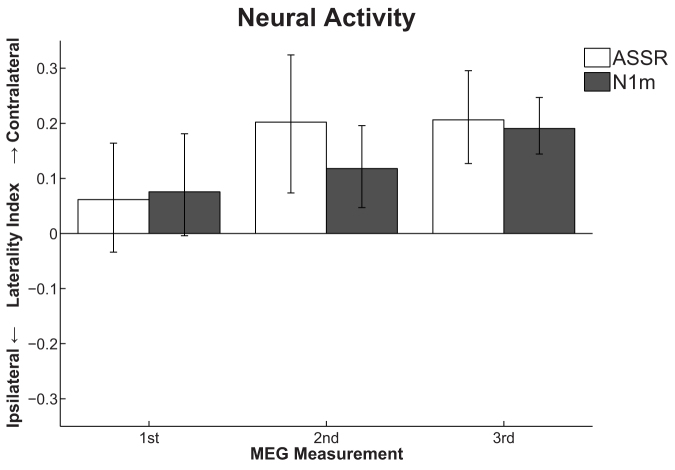 Neural Activity
ASSR
N1m
Ipsilateral ← Laterality Index → Contralateral
0.3
0.2
0.1
0
−0.1
−0.2
−0.3
1st 2nd 3rd
MEG Measurement